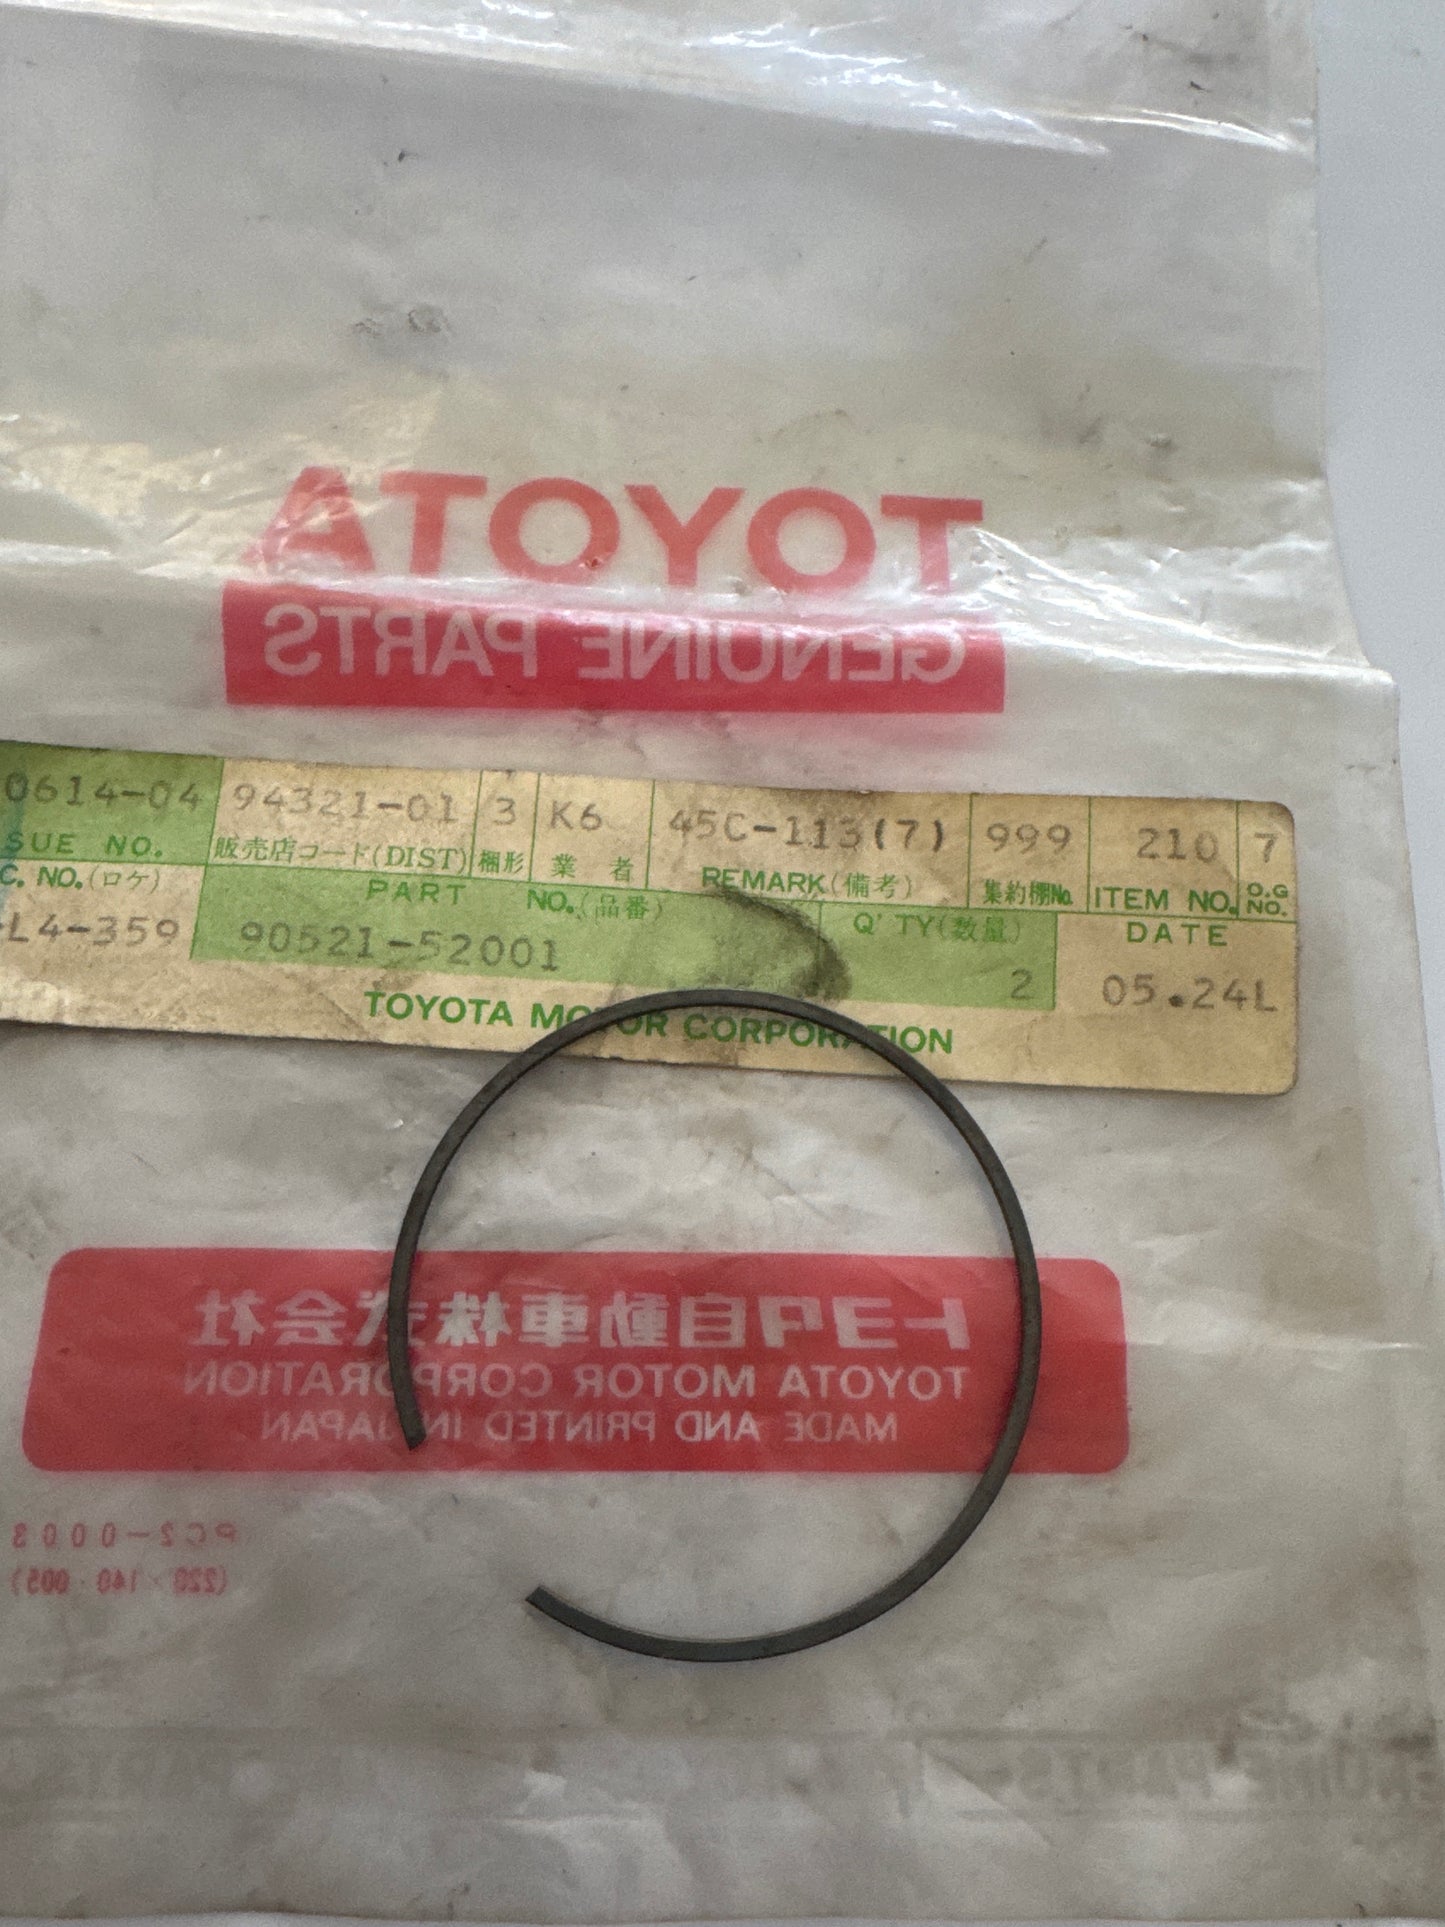 TOYOTA
GENUINE PARTS
0614-04 94321-01 3 K6 45C-113(7) 999 210 7
SUE NO. 販売店コード(DIST) 棚形 業者 REMARK(備考) 集約棚No. ITEM NO. O.G NO.
C. NO.(ロケ) PART NO.(品番) Q'TY(数量) DATE
L4-359 90521-52001 2 05.24L
TOYOTA MOTOR CORPORATION
トヨタ自動車株式会社
TOYOTA MOTOR CORPORATION
MADE AND PRINTED IN JAPAN
PC2-0003
(220 · 140 · 005)